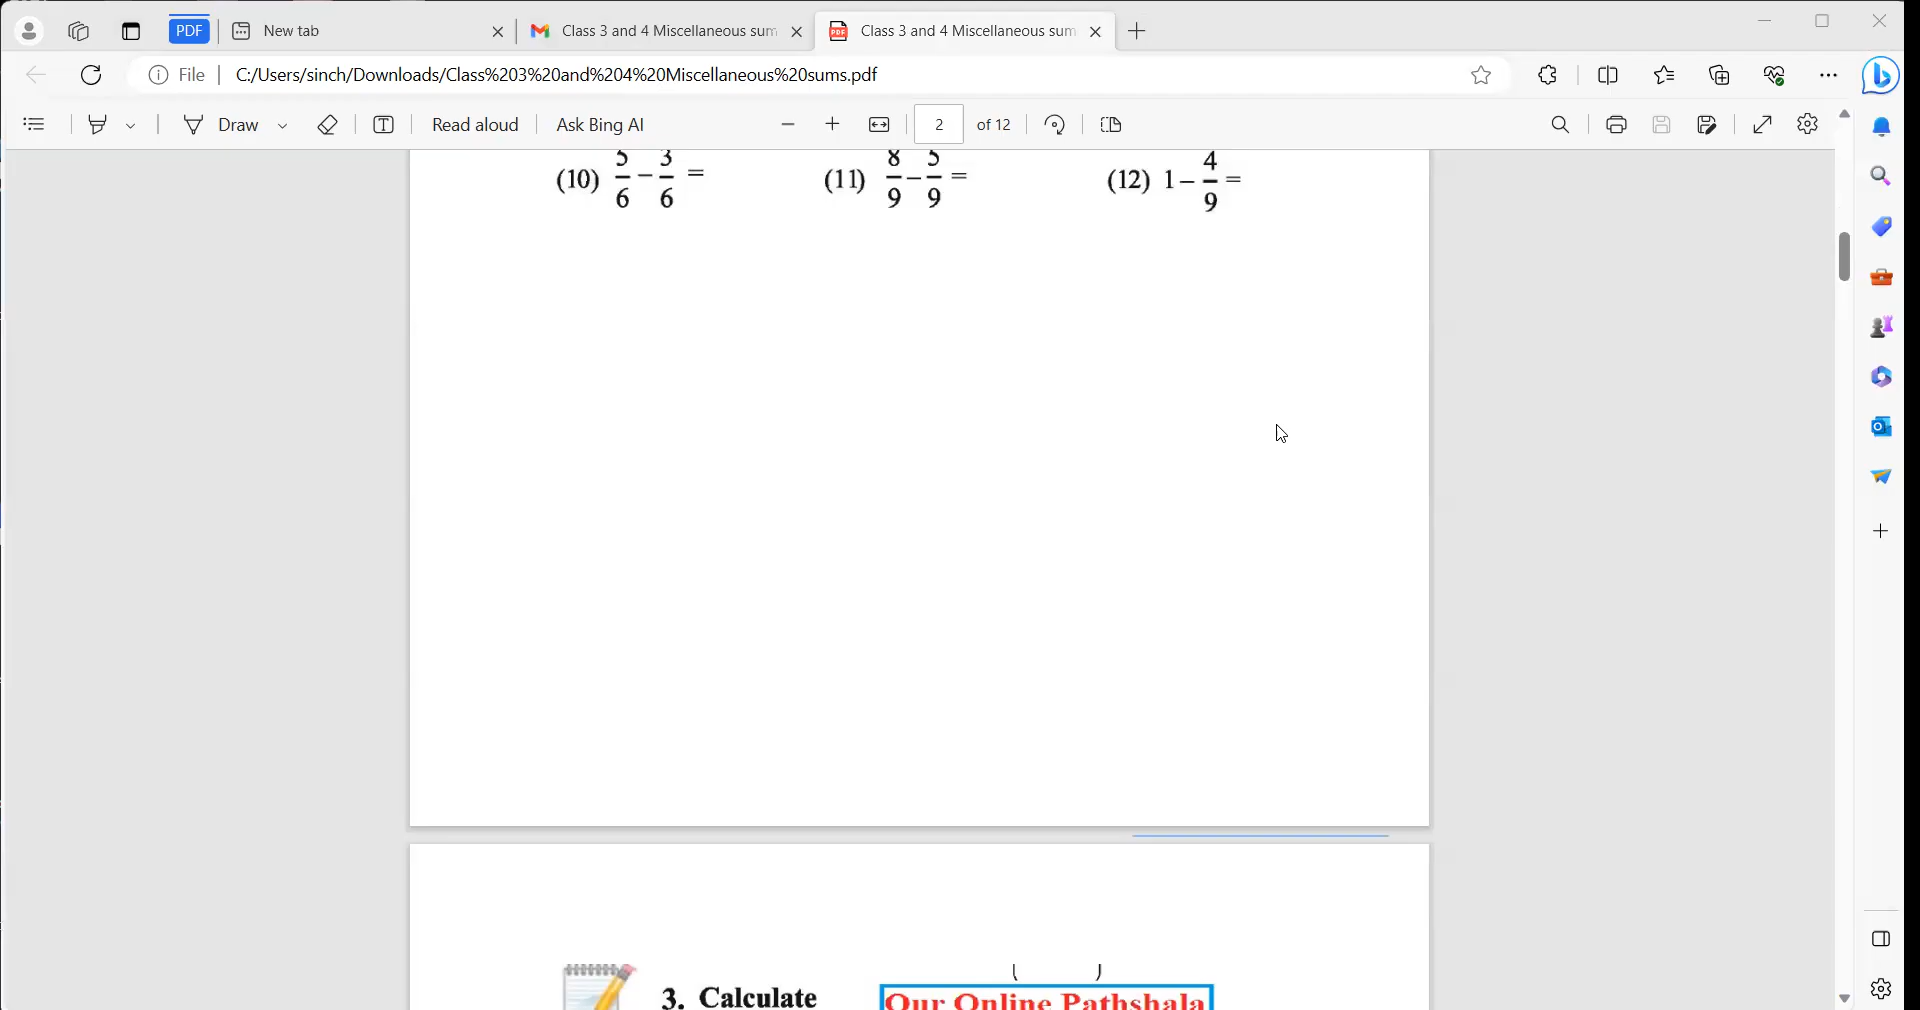 PDF New tab Class 3 and 4 Miscellaneous sum Class 3 and 4 Miscellaneous sum
File C:/Users/sinch/Downloads/Class%203%20and%204%20Miscellaneous%20sums.pdf
Draw Read aloud Ask Bing AI 2 of 12
(10) 5/6 − 3/6 = (11) 8/9 − 5/9 = (12) 1 − 4/9 =
( )
3. Calculate Our Online Pathshala